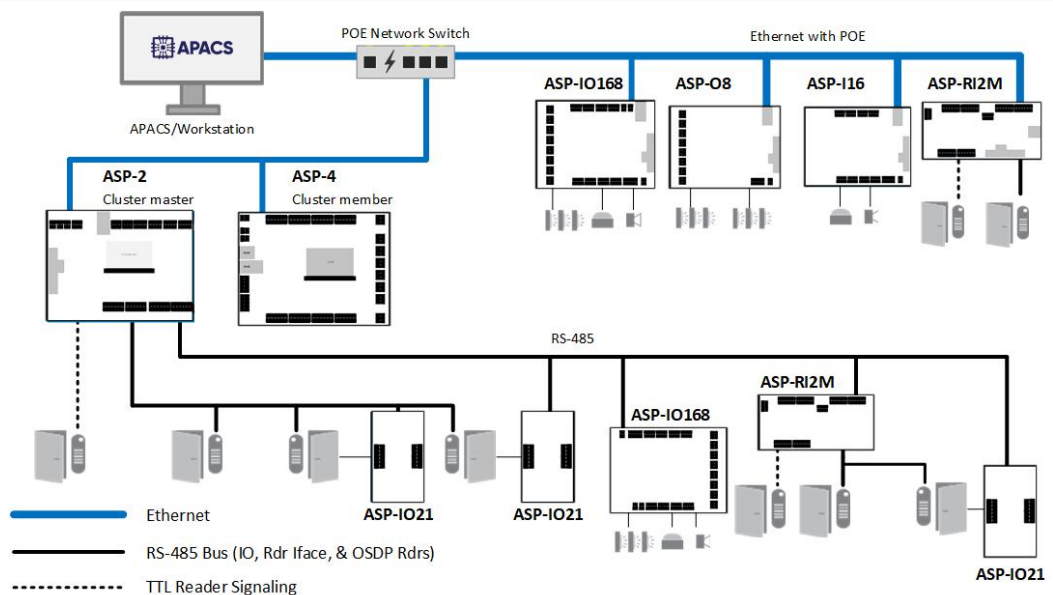 APACS
APACS/Workstation
POE Network Switch
Ethernet with POE
ASP-IO168
ASP-O8
ASP-I16
ASP-RI2M
ASP-2
Cluster master
ASP-4
Cluster member
RS-485
ASP-RI2M
ASP-IO168
ASP-IO21
ASP-IO21
ASP-IO21
Ethernet
RS-485 Bus (IO, Rdr Iface, & OSDP Rdrs)
TTL Reader Signaling